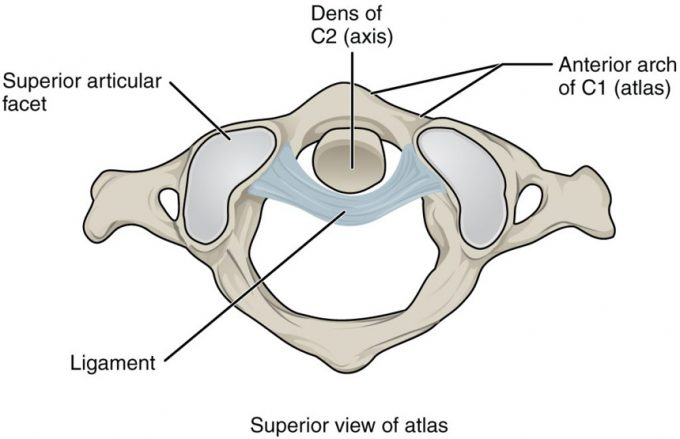 Dens of
C2 (axis)
Superior articular
facet
Anterior arch
of C1 (atlas)
Ligament
Superior view of atlas